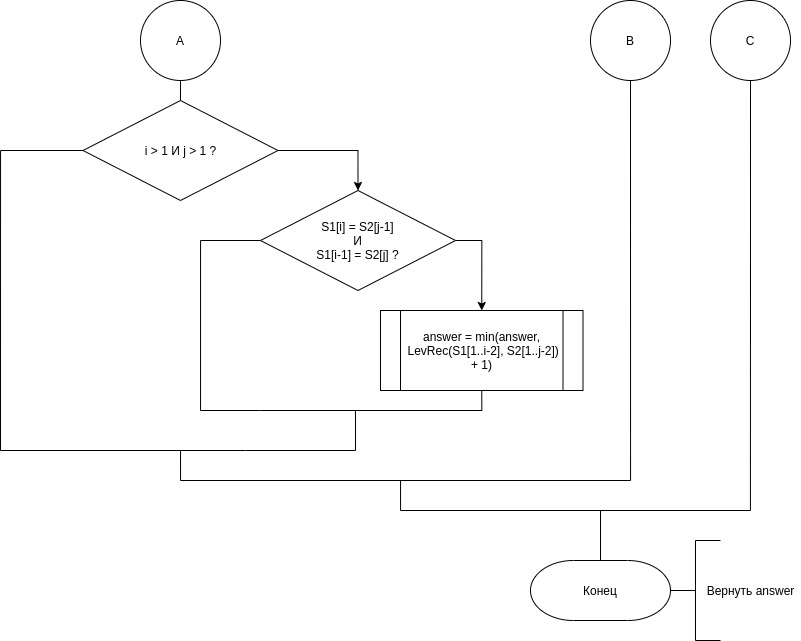 A
B
C
i > 1 И j > 1 ?
S1[i] = S2[j-1]
И
S1[i-1] = S2[j] ?
answer = min(answer,
LevRec(S1[1..i-2], S2[1..j-2])
+ 1)
Конец
Вернуть answer